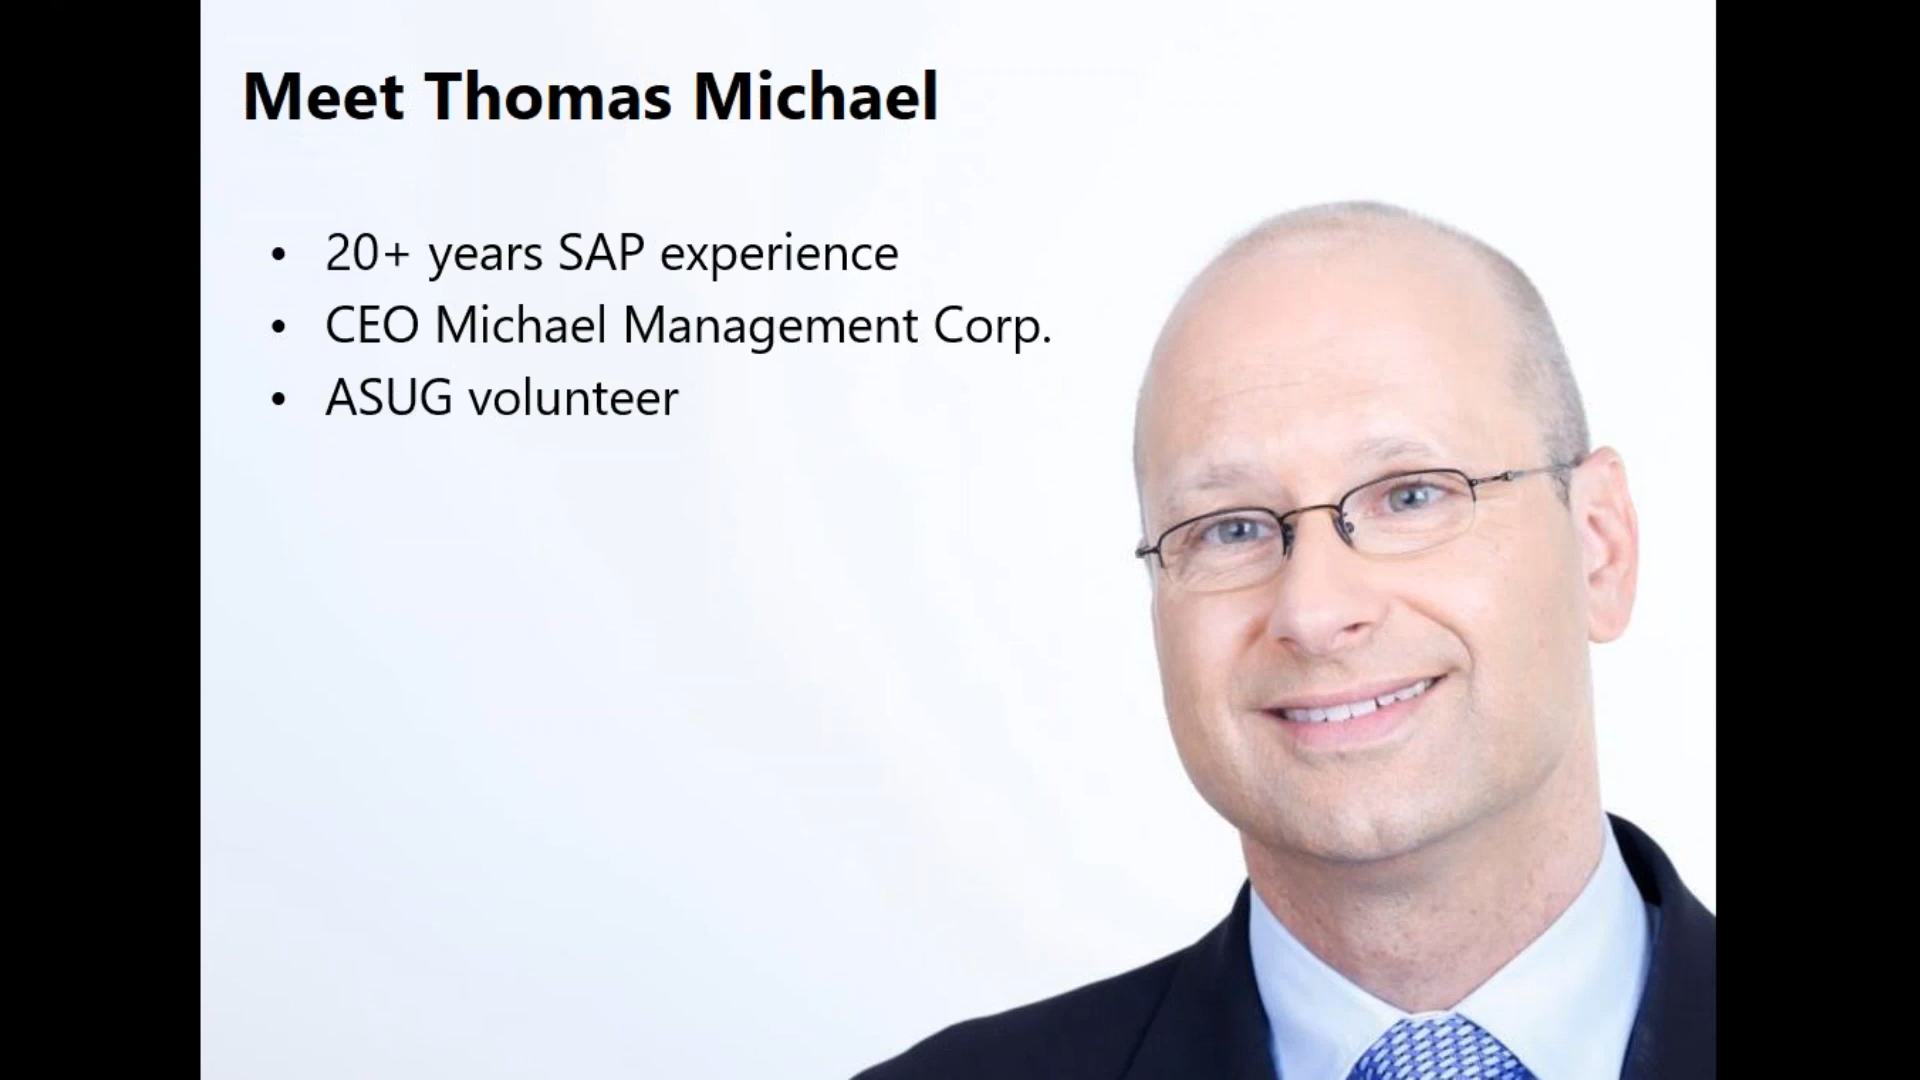 Meet Thomas Michael
• 20+ years SAP experience
• CEO Michael Management Corp.
• ASUG volunteer